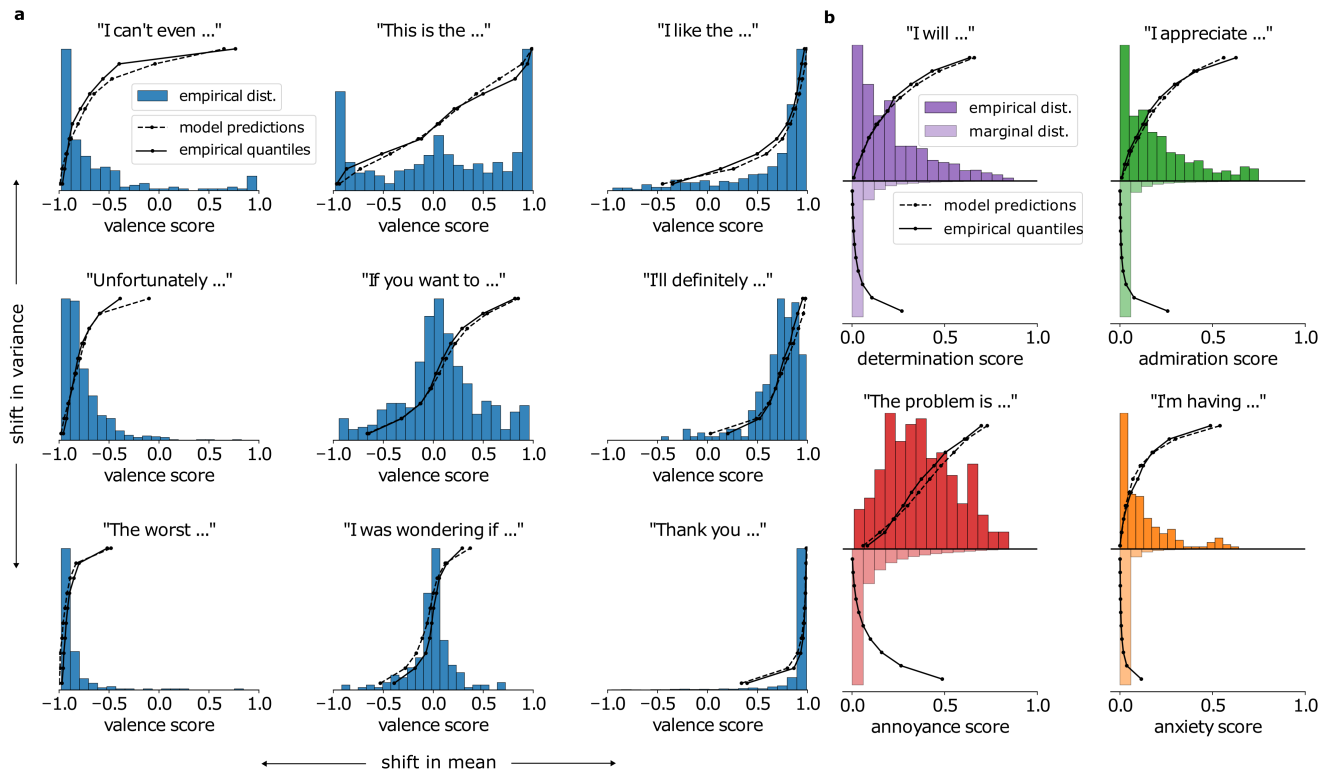 a
"I can't even ..."
"This is the ..."
"I like the ..."
empirical dist.
model predictions
empirical quantiles
−1.0 −0.5 0.0 0.5 1.0
valence score
−1.0 −0.5 0.0 0.5 1.0
valence score
−1.0 −0.5 0.0 0.5 1.0
valence score
shift in variance
"Unfortunately ..."
"If you want to ..."
"I'll definitely ..."
−1.0 −0.5 0.0 0.5 1.0
valence score
−1.0 −0.5 0.0 0.5 1.0
valence score
−1.0 −0.5 0.0 0.5 1.0
valence score
"The worst ..."
"I was wondering if ..."
"Thank you ..."
−1.0 −0.5 0.0 0.5 1.0
valence score
−1.0 −0.5 0.0 0.5 1.0
valence score
−1.0 −0.5 0.0 0.5 1.0
valence score
shift in mean
b
"I will ..."
empirical dist.
marginal dist.
model predictions
empirical quantiles
0.0 0.5 1.0
determination score
"I appreciate ..."
0.0 0.5 1.0
admiration score
"The problem is ..."
0.0 0.5 1.0
annoyance score
"I'm having ..."
0.0 0.5 1.0
anxiety score